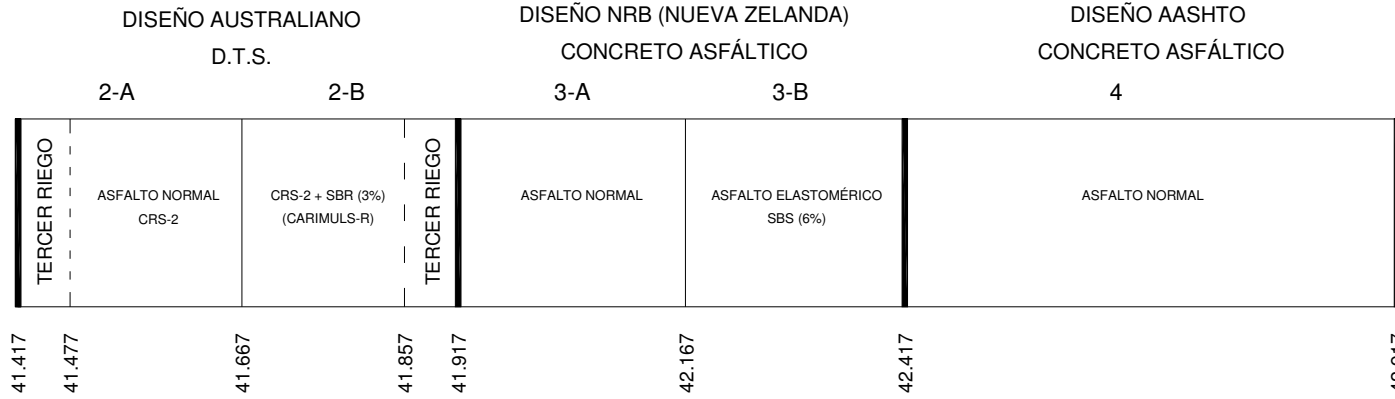 DISEÑO AUSTRALIANO
D.T.S.
DISEÑO NRB (NUEVA ZELANDA)
CONCRETO ASFÁLTICO
DISEÑO AASHTO
CONCRETO ASFÁLTICO
2-A
2-B
3-A
3-B
4
TERCER RIEGO
ASFALTO NORMAL
CRS-2
CRS-2 + SBR (3%)
(CARIMULS-R)
TERCER RIEGO
ASFALTO NORMAL
ASFALTO ELASTOMÉRICO
SBS (6%)
ASFALTO NORMAL
41.417
41.477
41.667
41.857
41.917
42.167
42.417